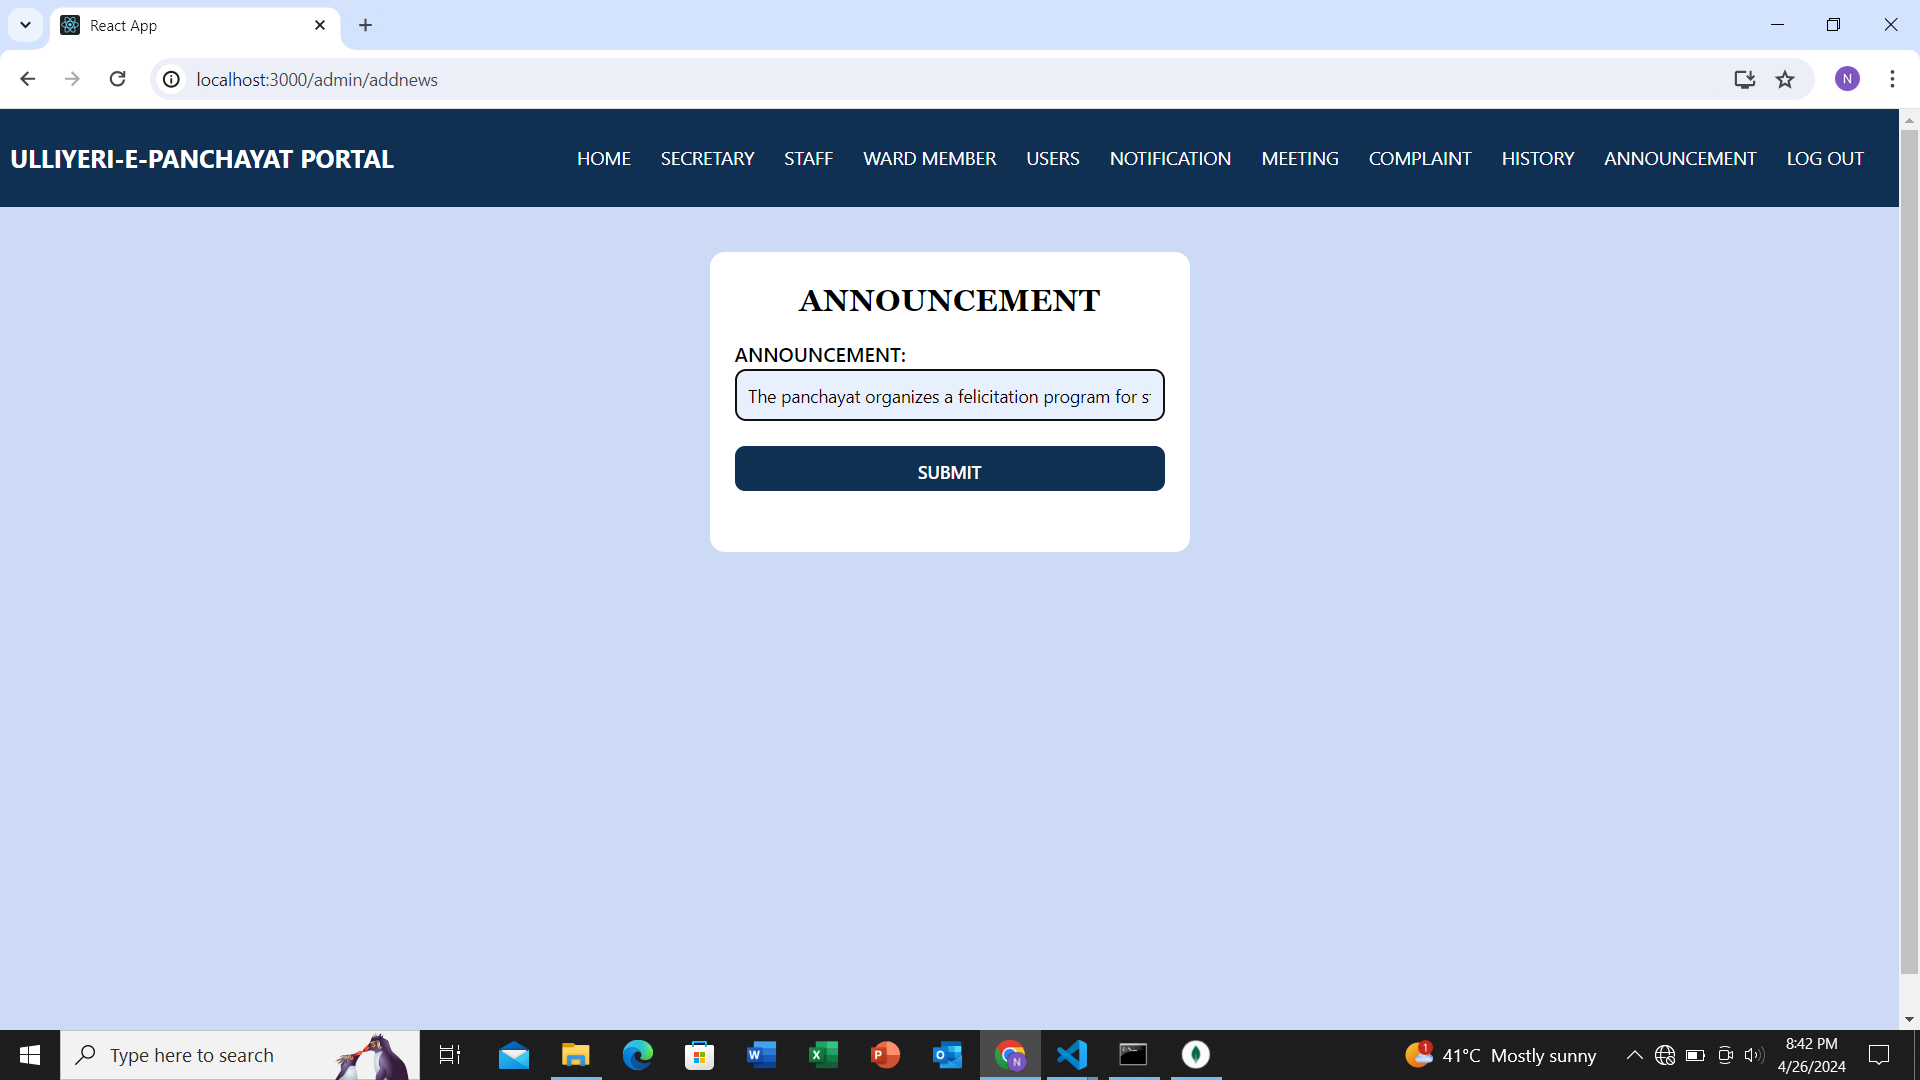 React App
localhost:3000/admin/addnews
N
ULLIYERI-E-PANCHAYAT PORTAL
HOME SECRETARY STAFF WARD MEMBER USERS NOTIFICATION MEETING COMPLAINT HISTORY ANNOUNCEMENT LOG OUT
ANNOUNCEMENT
ANNOUNCEMENT:
The panchayat organizes a felicitation program for
SUBMIT
Type here to search
1
41°C Mostly sunny
8:42 PM
4/26/2024